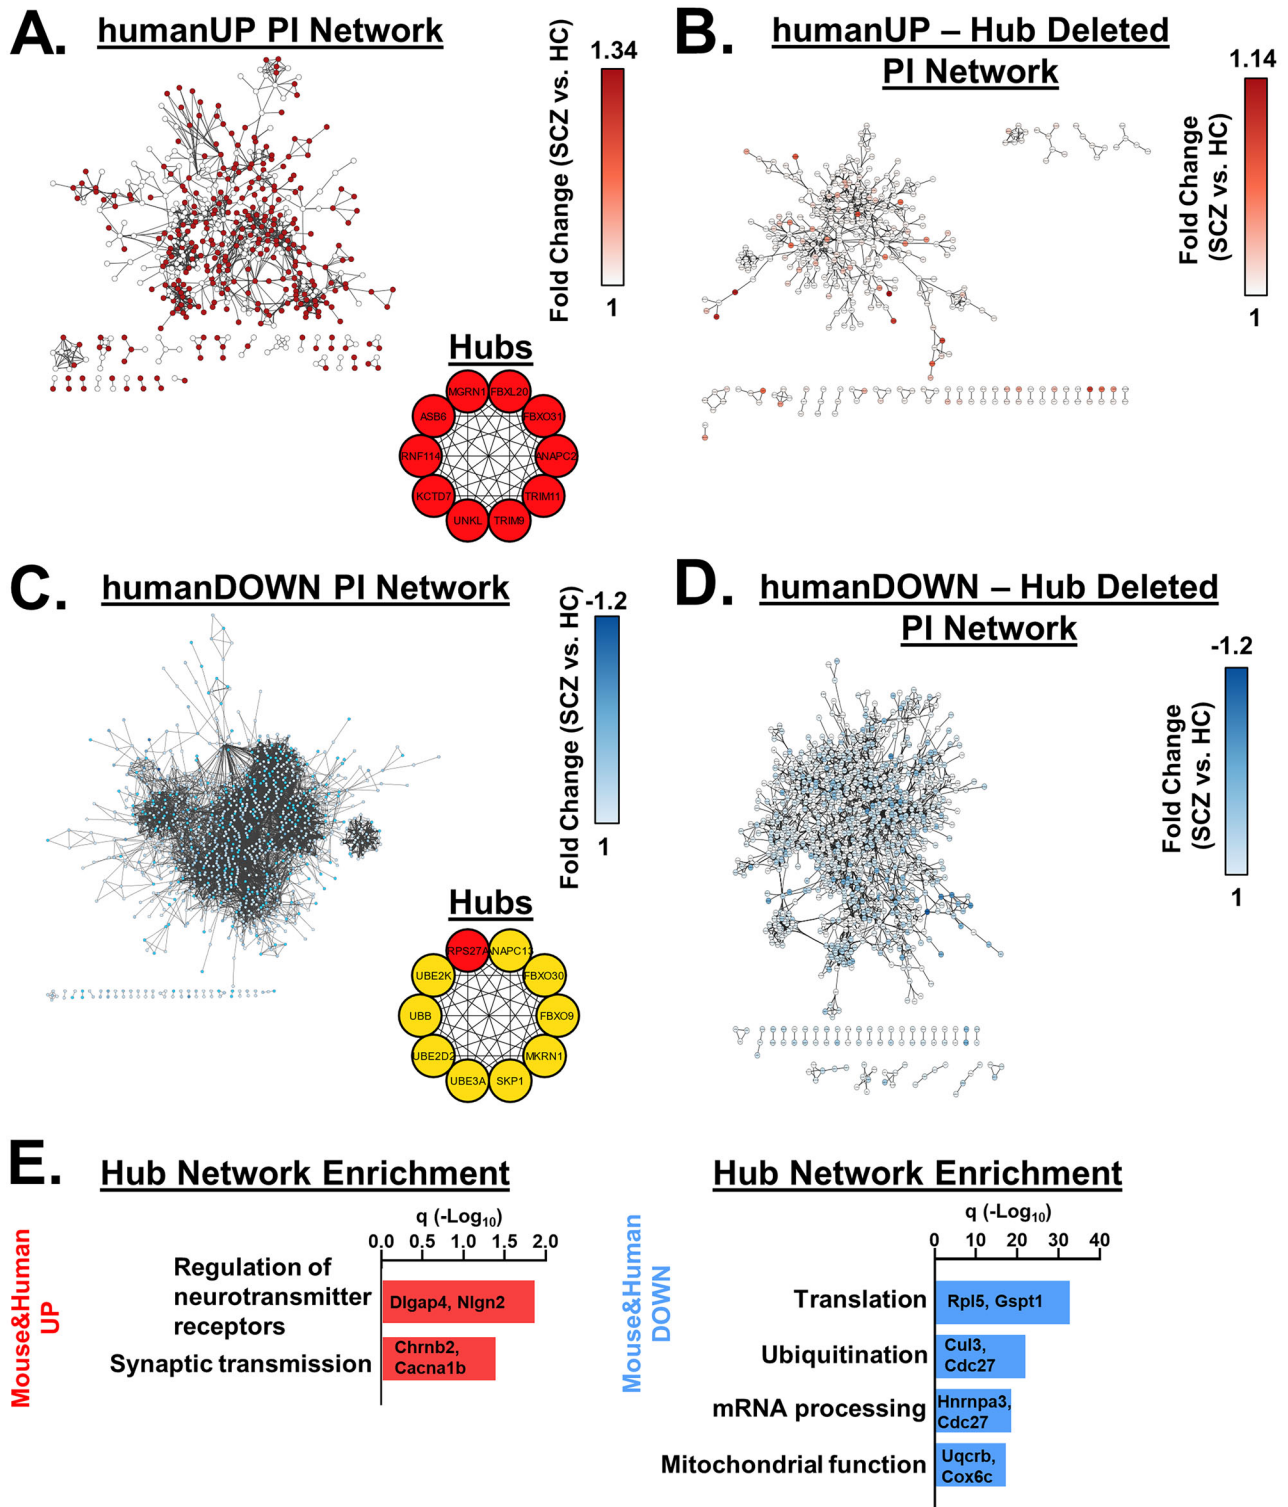 A.
humanUP PI Network
Fold Change (SCZ vs. HC)
1.34
1
Hubs
MGRN1
FBXL20
ASB6
FBXO31
RNF114
ANAPC2
KCTD7
TRIM11
UNKL
TRIM9
B.
humanUP – Hub Deleted
PI Network
Fold Change
(SCZ vs. HC)
1.14
1
C.
humanDOWN PI Network
Fold Change (SCZ vs. HC)
-1.2
1
Hubs
RPS27A
ANAPC13
UBE2K
FBXO30
UBB
FBXO9
UBE2D2
MKRN1
UBE3A
SKP1
D.
humanDOWN – Hub Deleted
PI Network
Fold Change
(SCZ vs. HC)
-1.2
1
E.
Hub Network Enrichment
Mouse&Human
UP
q (-Log10)
0.0 0.5 1.0 1.5 2.0
Regulation of
neurotransmitter
receptors
Dlgap4, Nlgn2
Synaptic transmission
Chrnb2,
Cacna1b
Hub Network Enrichment
Mouse&Human
DOWN
q (-Log10)
0 10 20 30 40
Translation
Rpl5, Gspt1
Ubiquitination
Cul3,
Cdc27
mRNA processing
Hnrnpa3,
Cdc27
Mitochondrial function
Uqcrb,
Cox6c